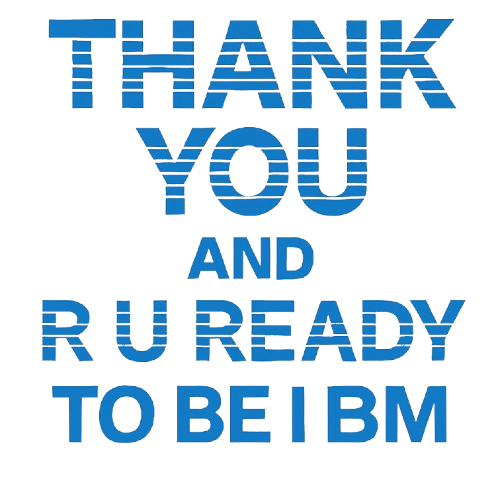 THANK
YOU
AND
R U READY
TO BE I BM